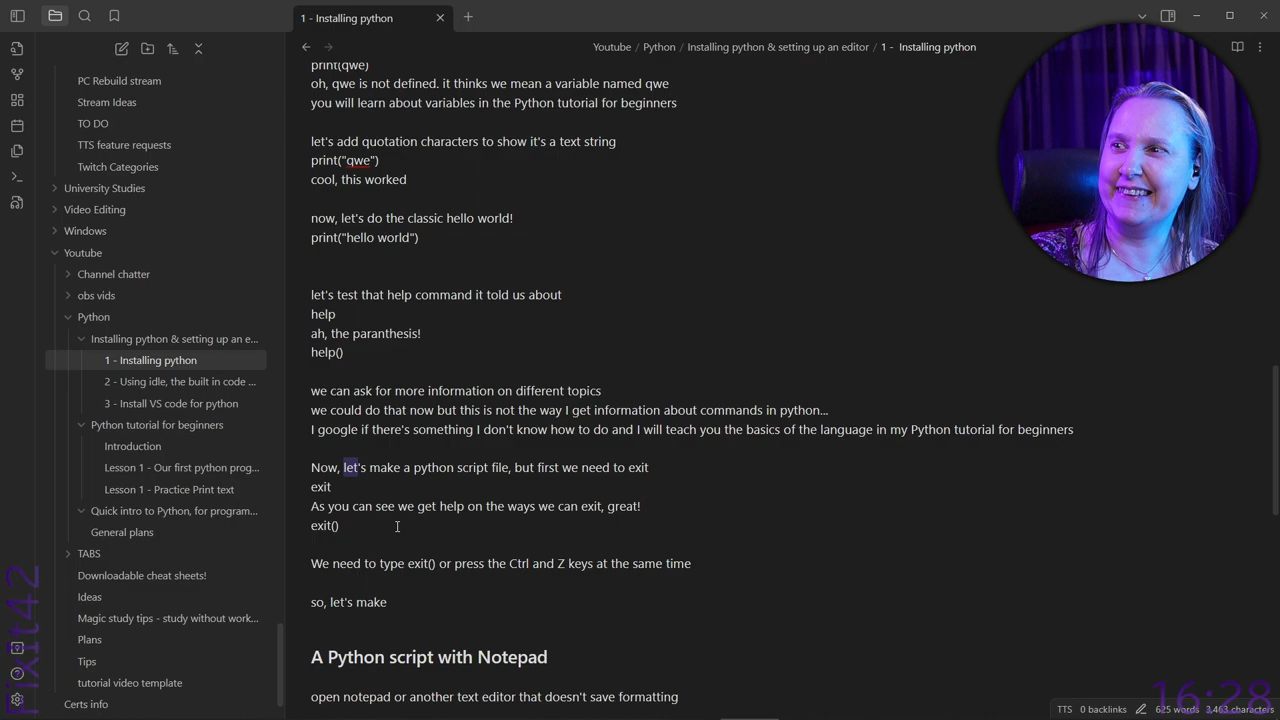 1 - Installing python
Youtube / Python / Installing python & setting up an editor / 1 - Installing python
PC Rebuild stream
Stream Ideas
TO DO
TTS feature requests
Twitch Categories
University Studies
Video Editing
Windows
Youtube
Channel chatter
obs vids
Python
Installing python & setting up an e...
1 - Installing python
2 - Using idle, the built in code ...
3 - Install VS code for python
Python tutorial for beginners
Introduction
Lesson 1 - Our first python prog...
Lesson 1 - Practice Print text
Quick intro to Python, for program...
General plans
TABS
Downloadable cheat sheets!
Ideas
Magic study tips - study without work...
Plans
Tips
tutorial video template
Certs info
print(qwe)
oh, qwe is not defined. it thinks we mean a variable named qwe
you will learn about variables in the Python tutorial for beginners
let's add quotation characters to show it's a text string
print("qwe")
cool, this worked
now, let's do the classic hello world!
print("hello world")
let's test that help command it told us about
help
ah, the paranthesis!
help()
we can ask for more information on different topics
we could do that now but this is not the way I get information about commands in python...
I google if there's something I don't know how to do and I will teach you the basics of the language in my Python tutorial for beginners
Now, let's make a python script file, but first we need to exit
exit
As you can see we get help on the ways we can exit, great!
exit()
We need to type exit() or press the Ctrl and Z keys at the same time
so, let's make
A Python script with Notepad
open notepad or another text editor that doesn't save formatting
TTS 0 backlinks 625 words 3,463 characters
Fixit42
16:28